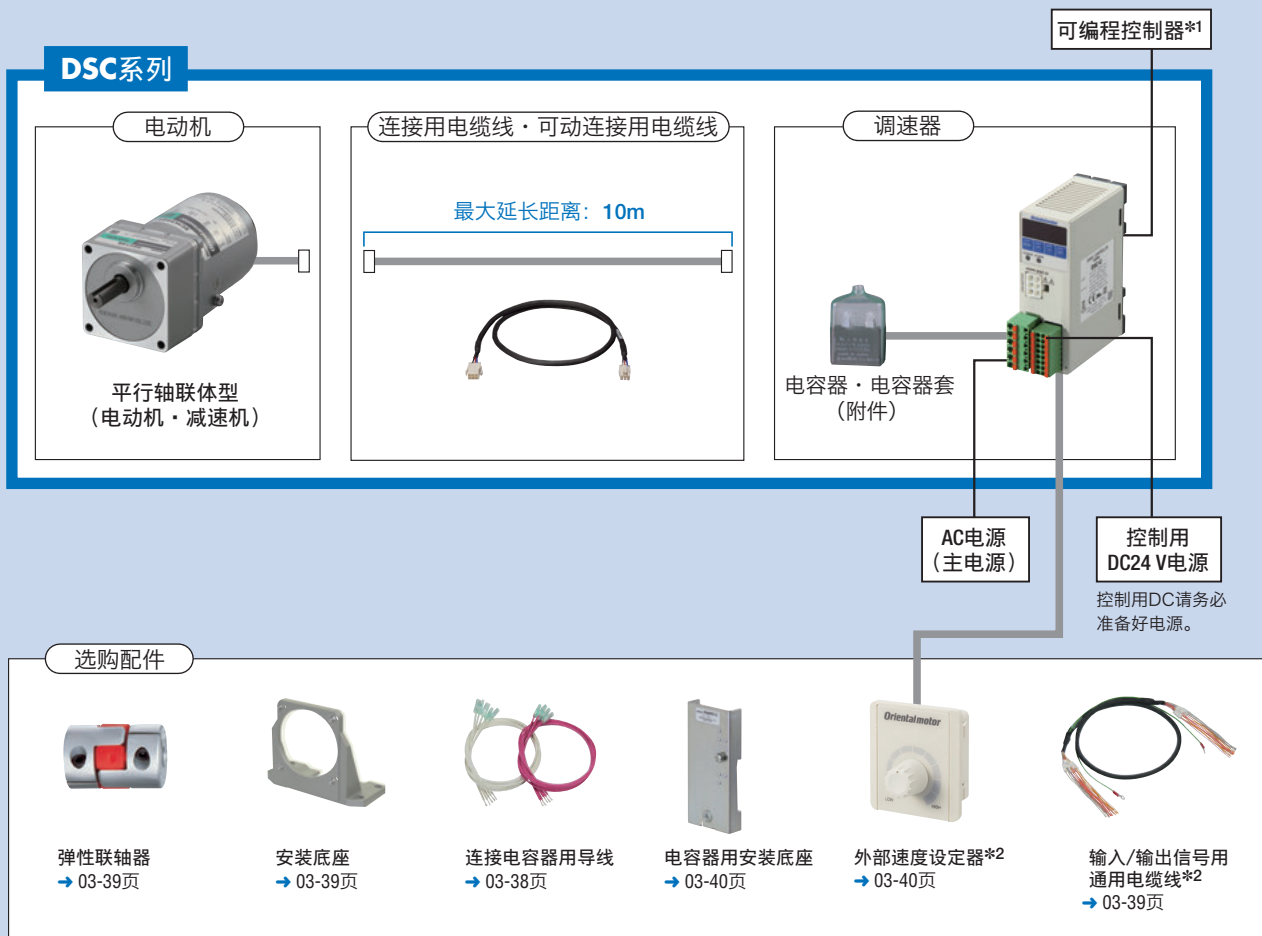 可编程控制器*1
DSC系列
电动机
连接用电缆线・可动连接用电缆线
调速器
最大延长距离：10m
平行轴联体型
（电动机・减速机）
电容器・电容器套
（附件）
AC电源
（主电源）
控制用
DC24 V电源
控制用DC请务必
准备好电源。
选购配件
Orientalmotor
LOW
HIGH
弹性联轴器
→ 03-39页
安装底座
→ 03-39页
连接电容器用导线
→ 03-38页
电容器用安装底座
→ 03-40页
外部速度设定器*2
→ 03-40页
输入/输出信号用
通用电缆线*2
→ 03-39页